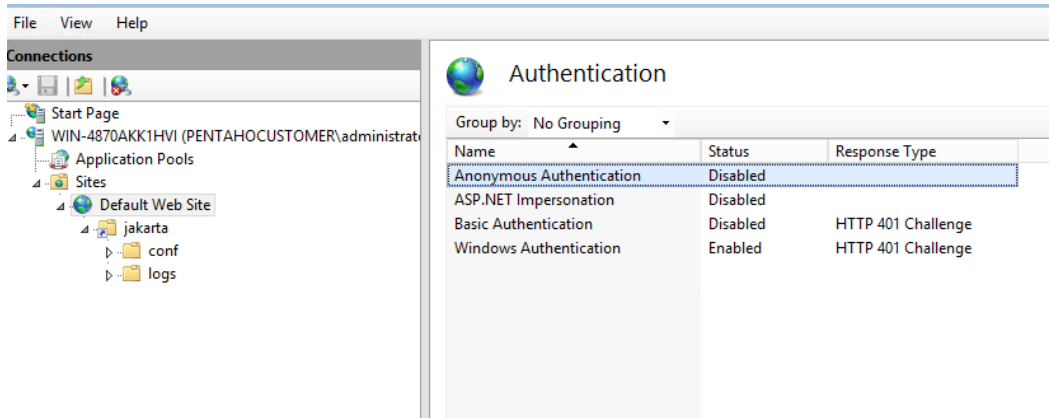 File View Help
Connections
Start Page
WIN-4870AKK1HVI (PENTAHOCUSTOMER\administrat
Application Pools
Sites
Default Web Site
jakarta
conf
logs
Authentication
Group by: No Grouping
Name Status Response Type
Anonymous Authentication Disabled
ASP.NET Impersonation Disabled
Basic Authentication Disabled HTTP 401 Challenge
Windows Authentication Enabled HTTP 401 Challenge